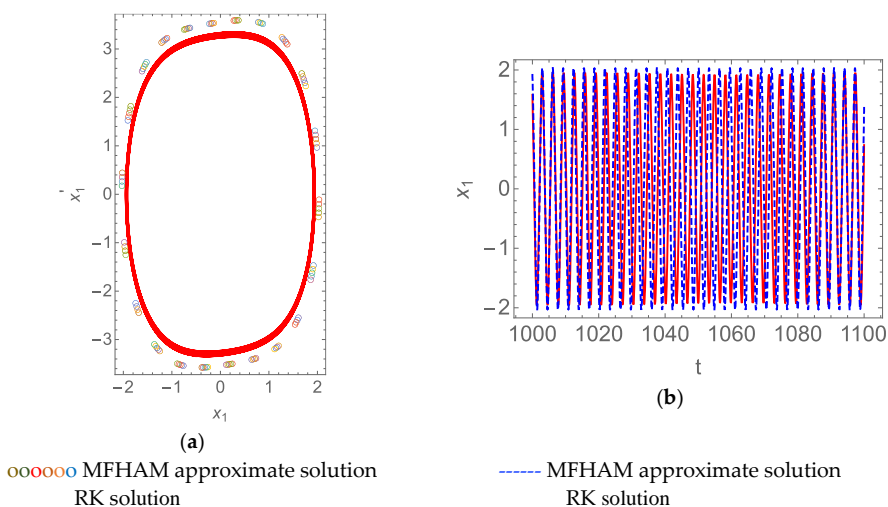 3
2
1
0
−1
−2
−3
x₁′
−2 −1 0 1 2
x₁
(a)
2
1
0
−1
−2
x₁
1000 1020 1040 1060 1080 1100
t
(b)
oooooo MFHAM approximate solution
RK solution
------ MFHAM approximate solution
RK solution